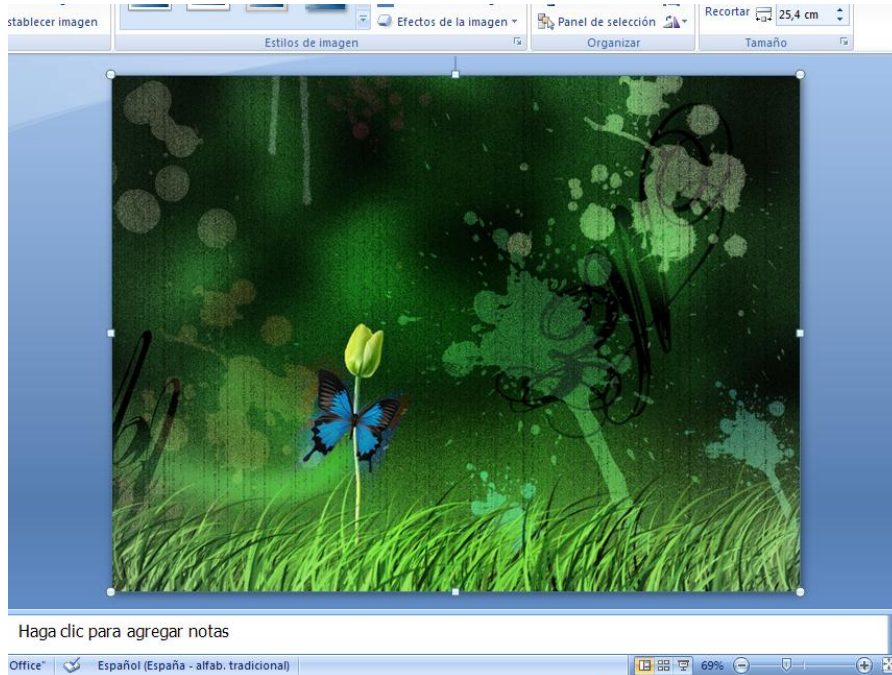 stablecer imagen
Efectos de la imagen
Panel de selección
Recortar
25,4 cm
Estilos de imagen
Organizar
Tamaño
Haga clic para agregar notas
Office"
Español (España - alfab. tradicional)
69%